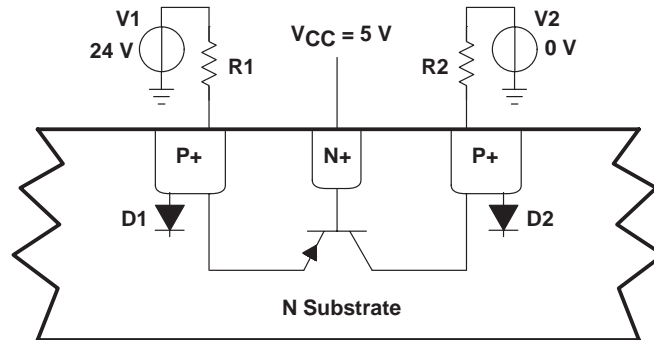 V1
24 V
R1
VCC = 5 V
R2
V2
0 V
P+
N+
P+
D1
D2
N Substrate